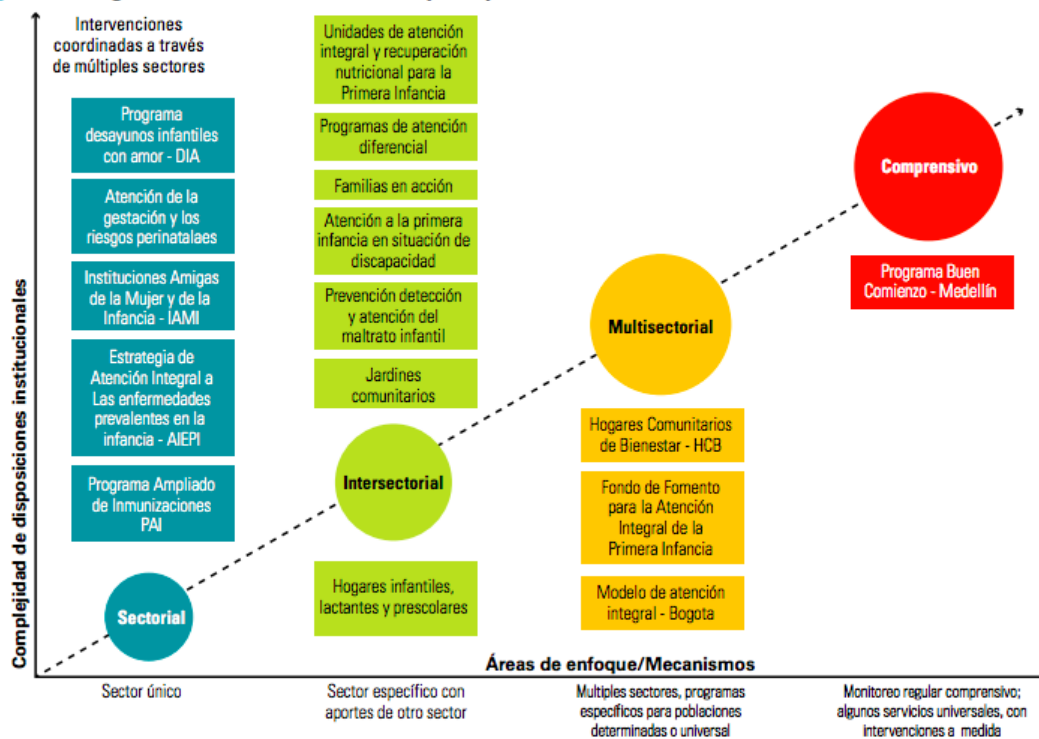 Intervenciones
coordinadas a través
de múltiples sectores
Programa
desayunos infantiles
con amor - DIA
Atención de la
gestación y los
riesgos perinatalaes
Instituciones Amigas
de la Mujer y de la
Infancia - IAMI
Estrategia de
Atención Integral a
Las enfermedades
prevalentes en la
infancia - AIEPI
Programa Ampliado
de Inmunizaciones
PAI
Sectorial
Unidades de atención
integral y recuperación
nutricional para la
Primera Infancia
Programas de atención
diferencial
Familias en acción
Atención a la primera
infancia en situación de
discapacidad
Prevención detección
y atención del
maltrato infantil
Jardines
comunitarios
Intersectorial
Hogares infantiles,
lactantes y prescolares
Multisectorial
Hogares Comunitarios
de Bienestar - HCB
Fondo de Fomento
para la Atención
Integral de la
Primera Infancia
Modelo de atención
integral - Bogota
Comprensivo
Programa Buen
Comienzo - Medellín
Complejidad de disposiciones institucionales
Áreas de enfoque/Mecanismos
Sector único
Sector específico con
aportes de otro sector
Multiples sectores, programas
específicos para poblaciones
determinadas o universal
Monitoreo regular comprensivo;
algunos servicios universales, con
intervenciones a medida